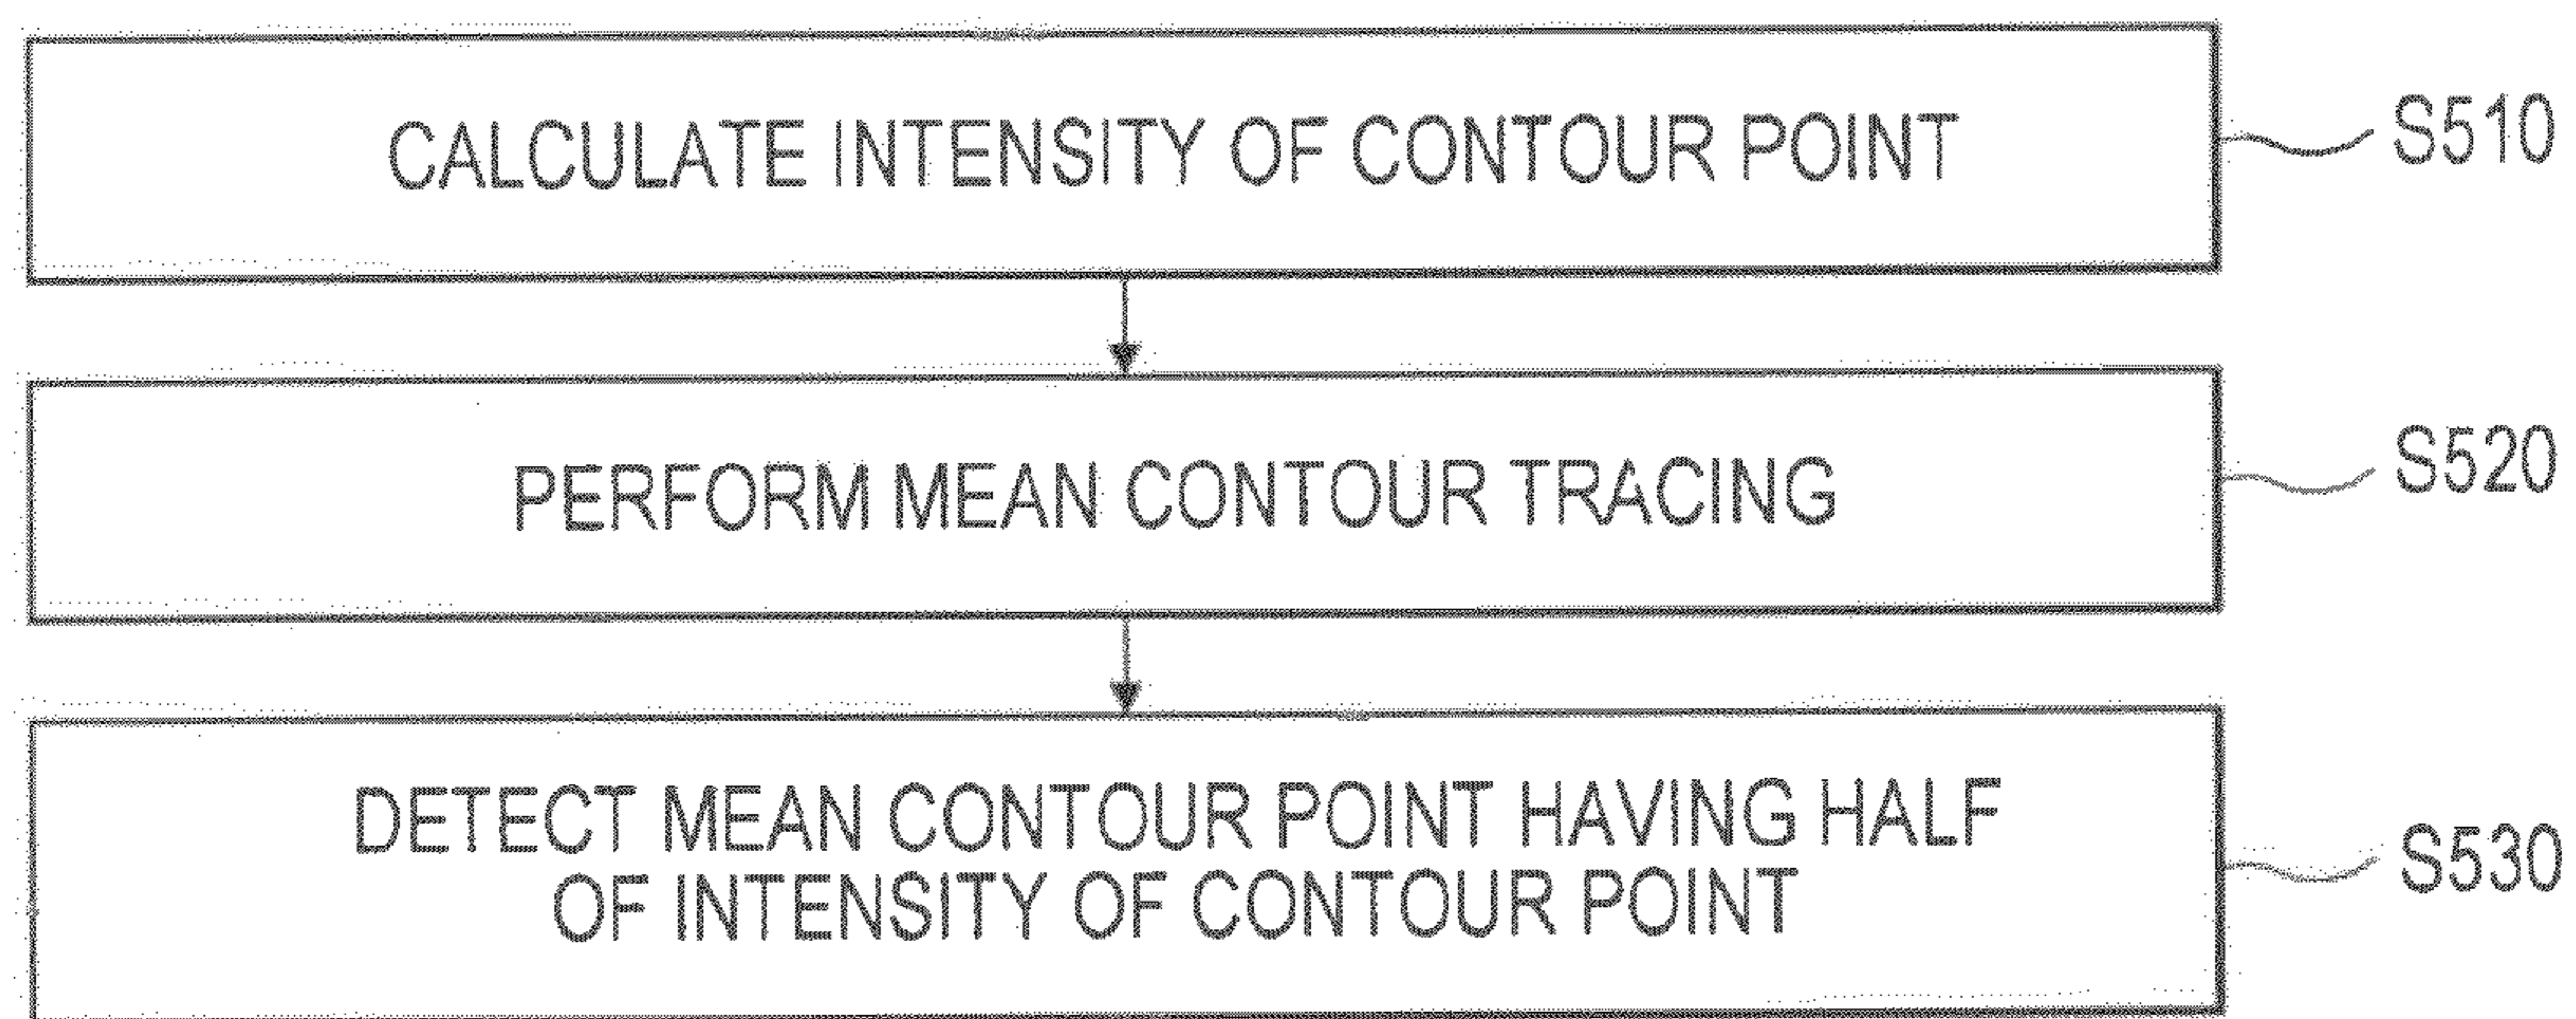 CALCULATE INTENSITY OF CONTOUR POINT
S510
PERFORM MEAN CONTOUR TRACING
S520
DETECT MEAN CONTOUR POINT HAVING HALF
OF INTENSITY OF CONTOUR POINT
S530